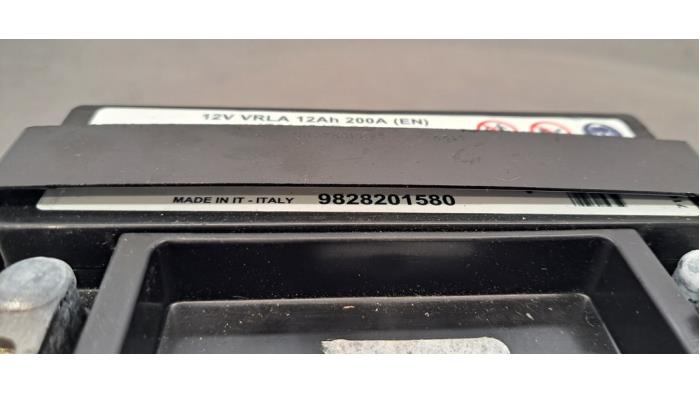 12V VRLA 12Ah 200A (EN)
MADE IN IT - ITALY 9828201580